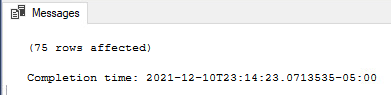 Messages
(75 rows affected)
Completion time: 2021-12-10T23:14:23.0713535-05:00